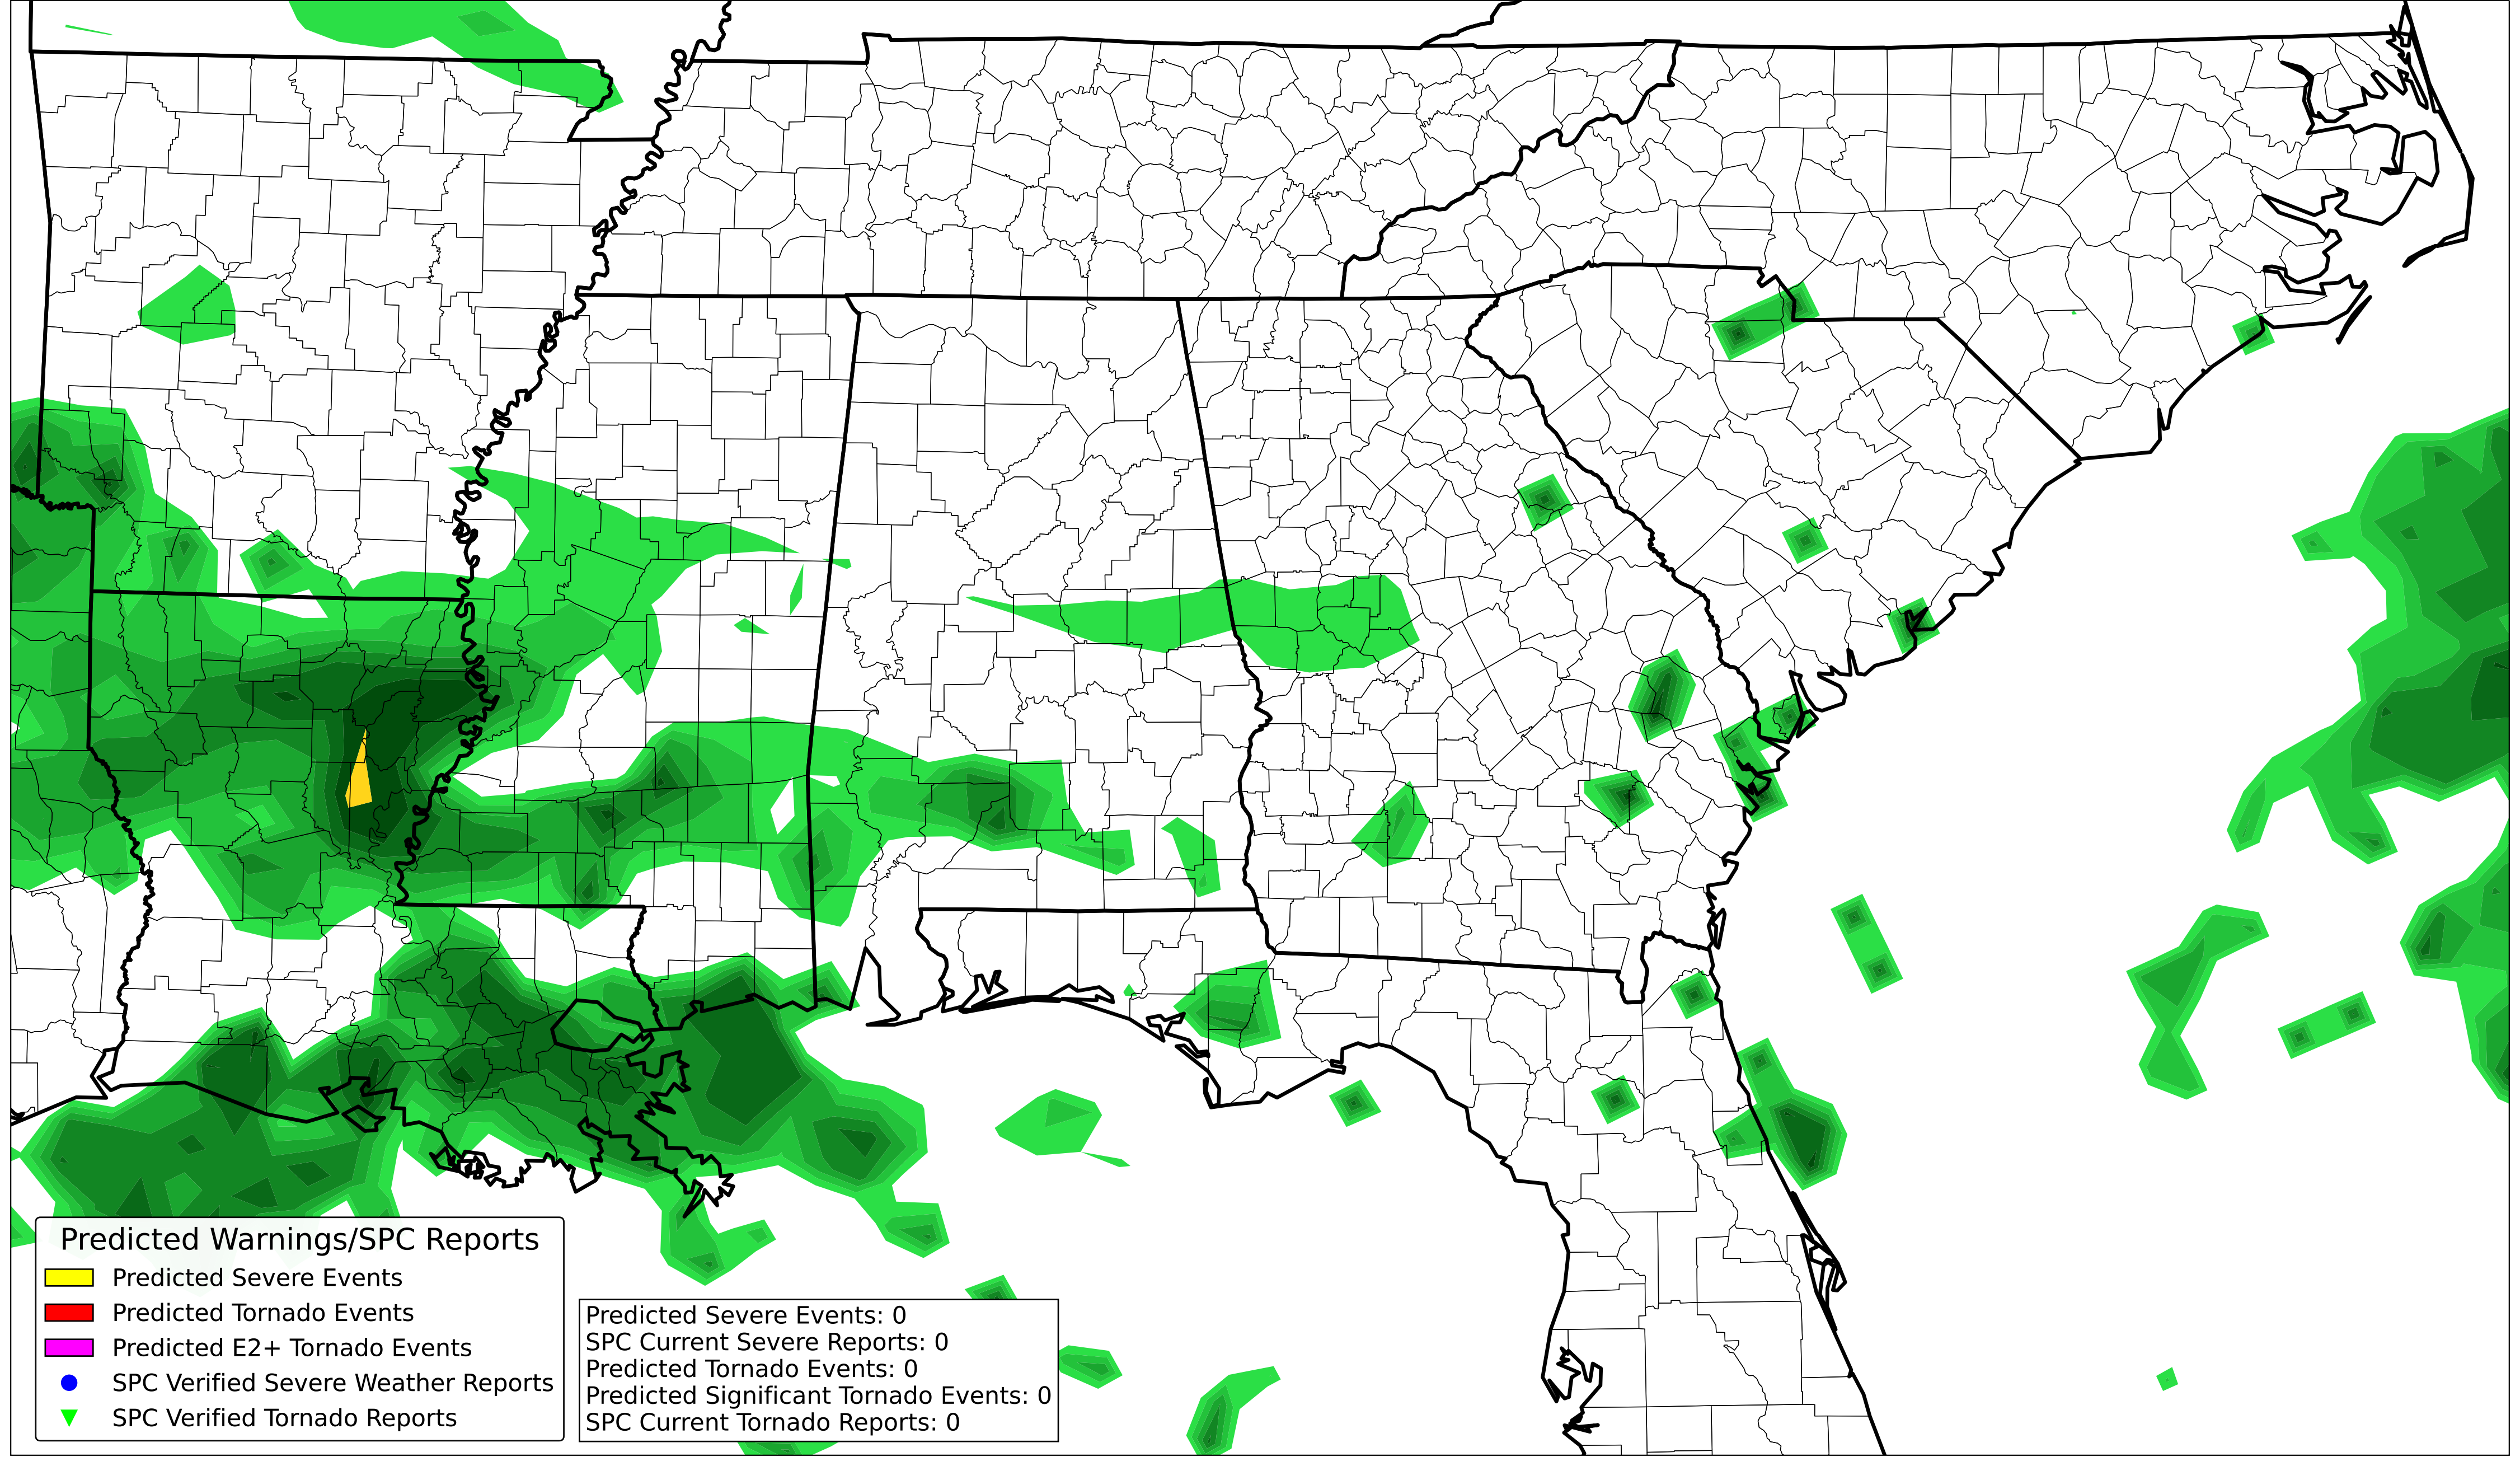 Predicted Warnings/SPC Reports
Predicted Severe Events
Predicted Tornado Events
Predicted E2+ Tornado Events
SPC Verified Severe Weather Reports
SPC Verified Tornado Reports
Predicted Severe Events: 0
SPC Current Severe Reports: 0
Predicted Tornado Events: 0
Predicted Significant Tornado Events: 0
SPC Current Tornado Reports: 0